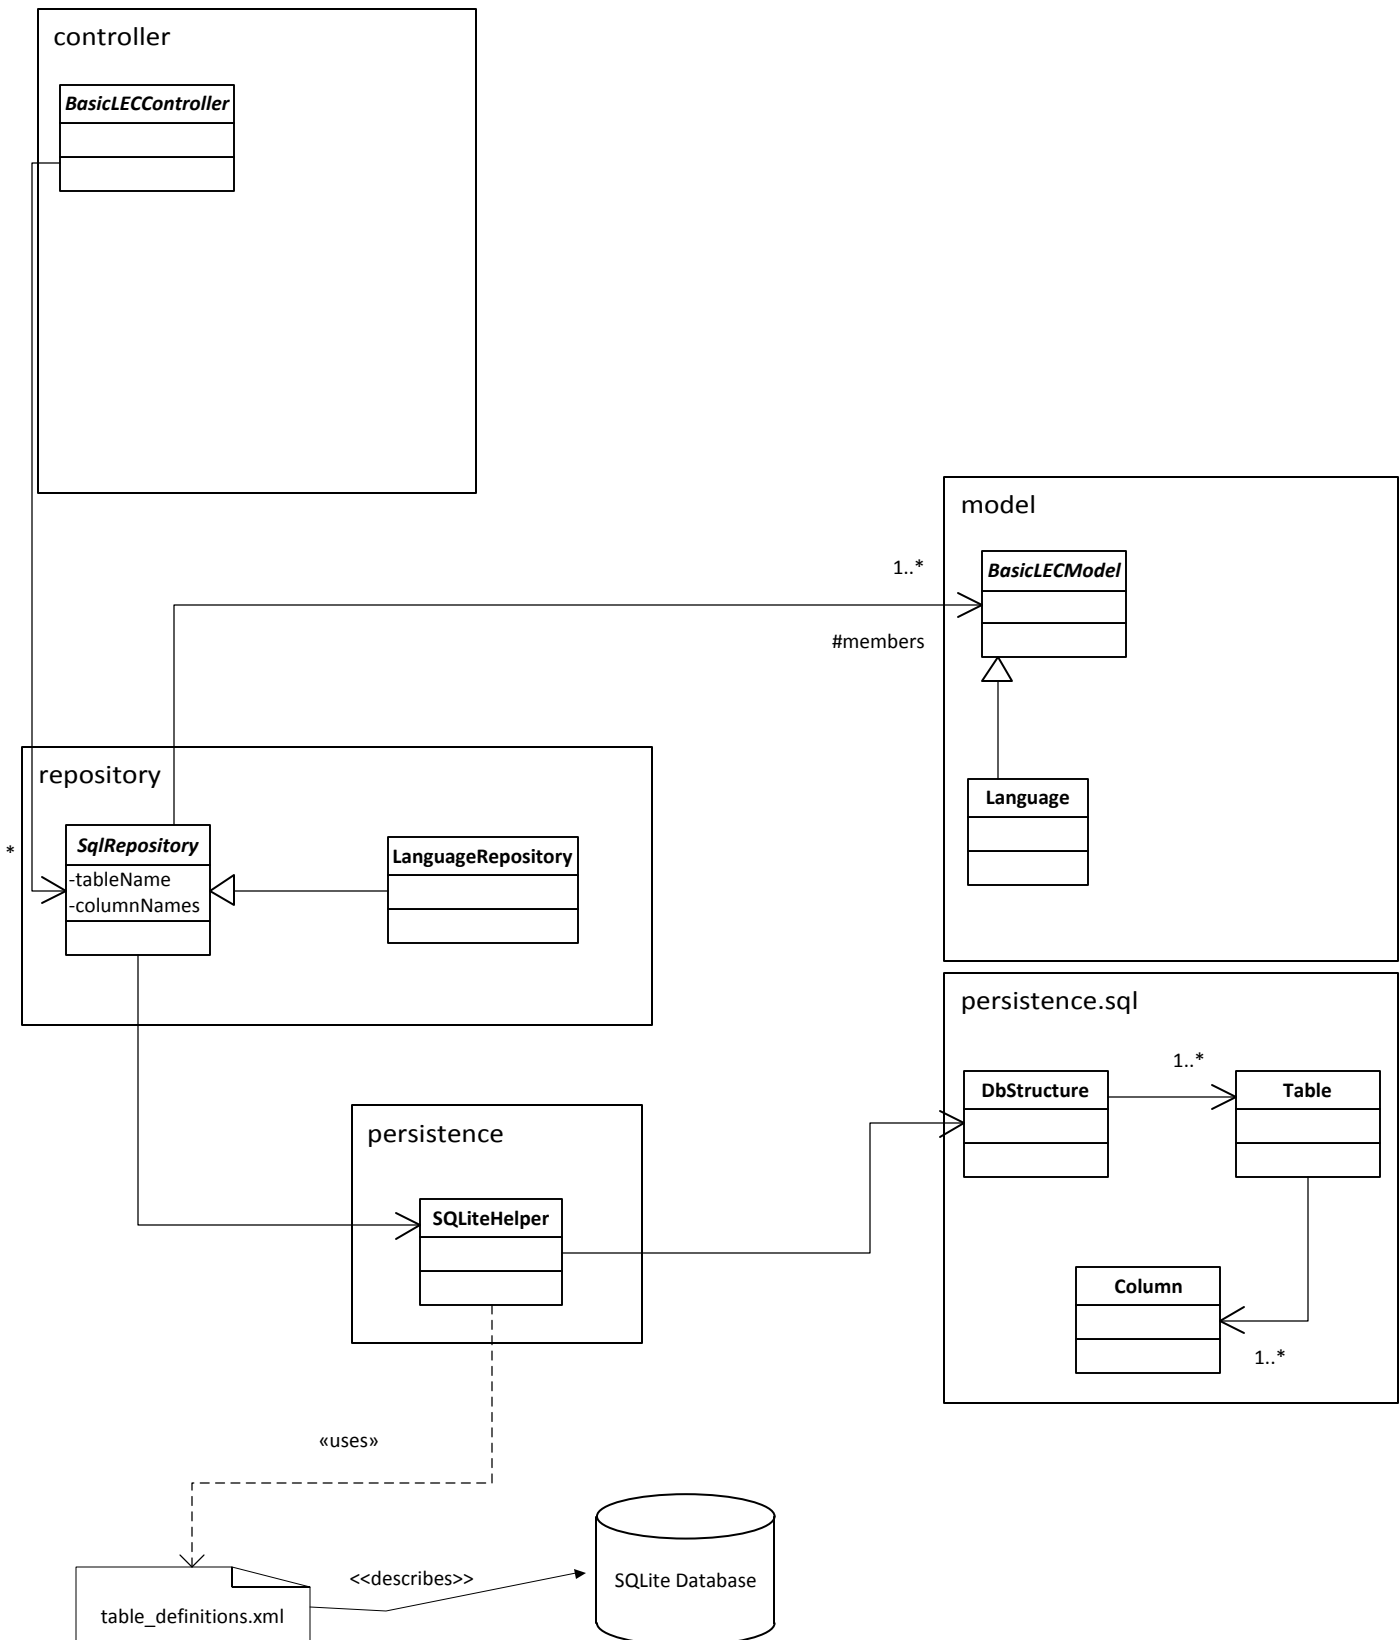 controller
BasicLECController
model
1..*
BasicLECModel
#members
repository
Language
*
SqlRepository
-tableName
-columnNames
LanguageRepository
persistence.sql
1..*
DbStructure
Table
persistence
SQLiteHelper
Column
1..*
«uses»
<<describes>>
SQLite Database
table_definitions.xml